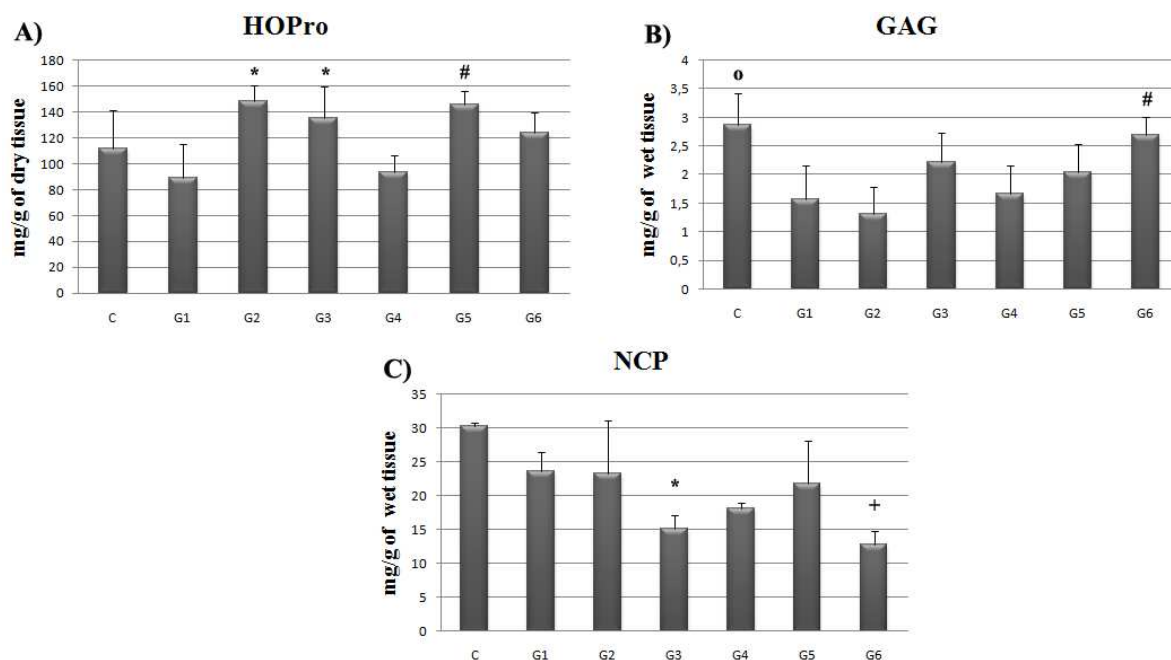 A)
HOPro
mg/g of dry tissue
180
160
140
120
100
80
60
40
20
0
*
*
#
C G1 G2 G3 G4 G5 G6
B)
GAG
mg/g of wet tissue
4
3,5
3
2,5
2
1,5
1
0,5
0
o
#
C G1 G2 G3 G4 G5 G6
C)
NCP
mg/g of wet tissue
35
30
25
20
15
10
5
0
*
+
C G1 G2 G3 G4 G5 G6